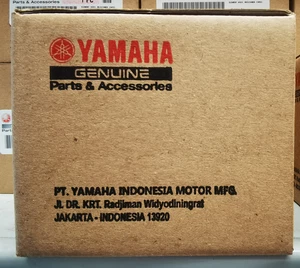 YAMAHA
GENUINE
Parts & Accessories
PT. YAMAHA INDONESIA MOTOR MFG.
Jl. DR. KRT. Radjiman Widyodiningrat
JAKARTA - INDONESIA 13920